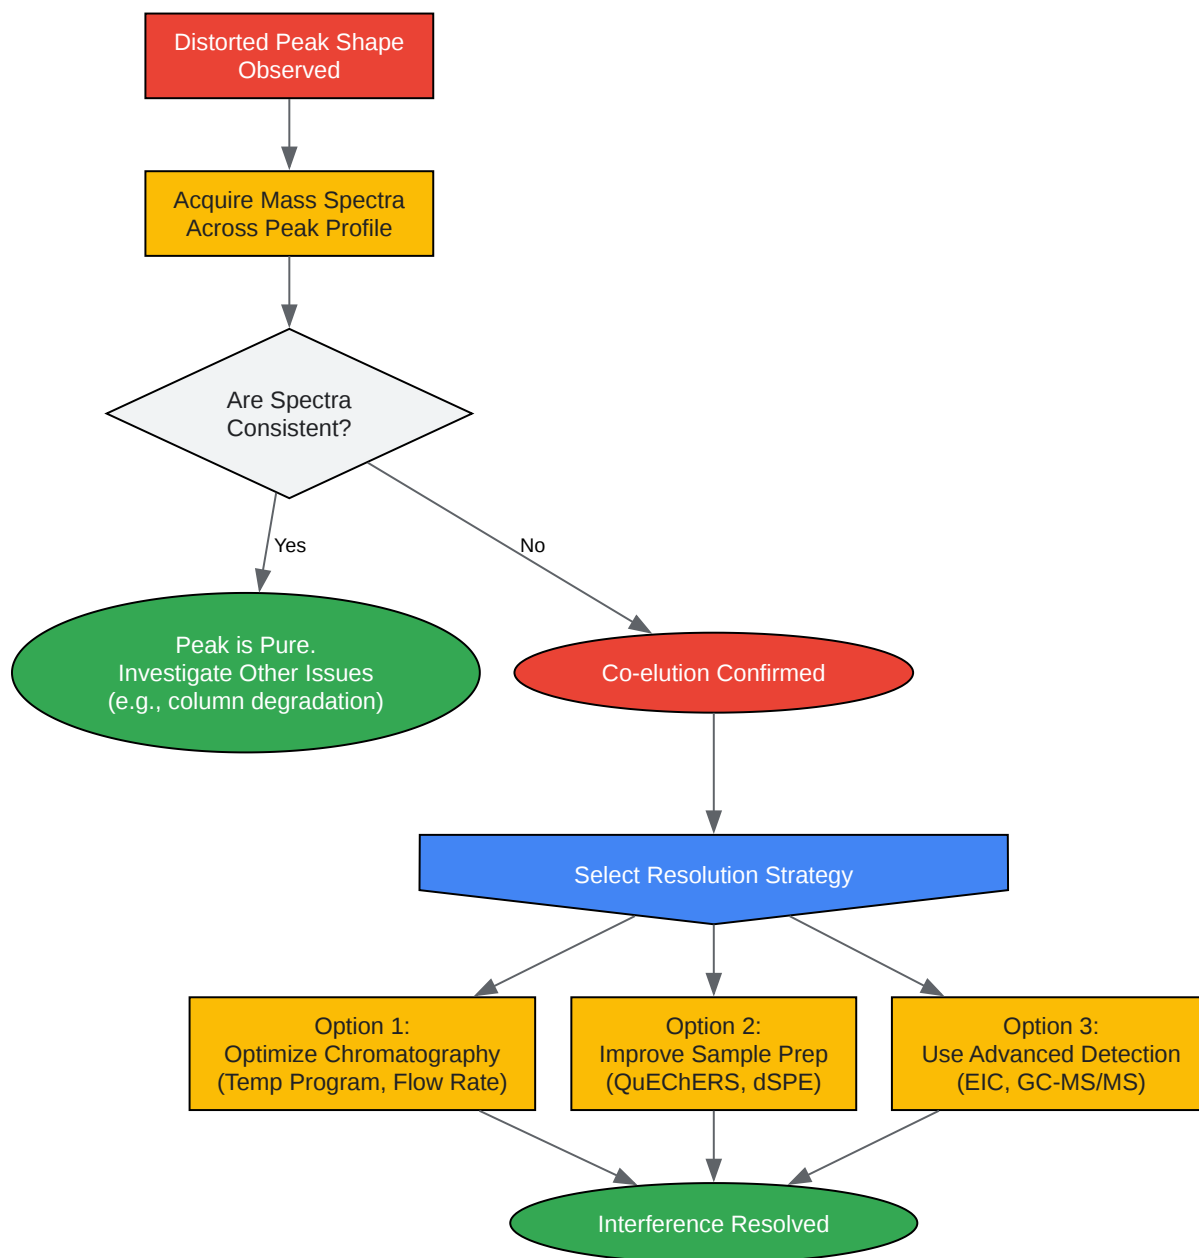 Distorted Peak Shape
Observed
Acquire Mass Spectra
Across Peak Profile
Are Spectra
Consistent?
Yes
No
Peak is Pure.
Investigate Other Issues
(e.g., column degradation)
Co-elution Confirmed
Select Resolution Strategy
Option 1:
Optimize Chromatography
(Temp Program, Flow Rate)
Option 2:
Improve Sample Prep
(QuEChERS, dSPE)
Option 3:
Use Advanced Detection
(EIC, GC-MS/MS)
Interference Resolved